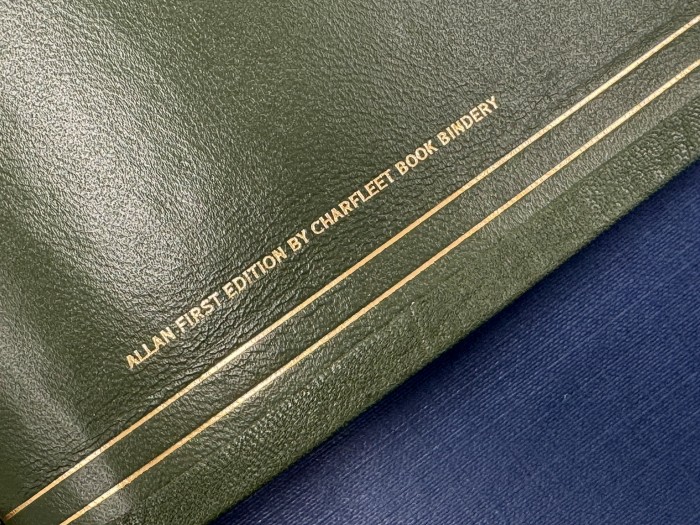 ALLAN FIRST EDITION BY CHARFLEET BOOK BINDERY